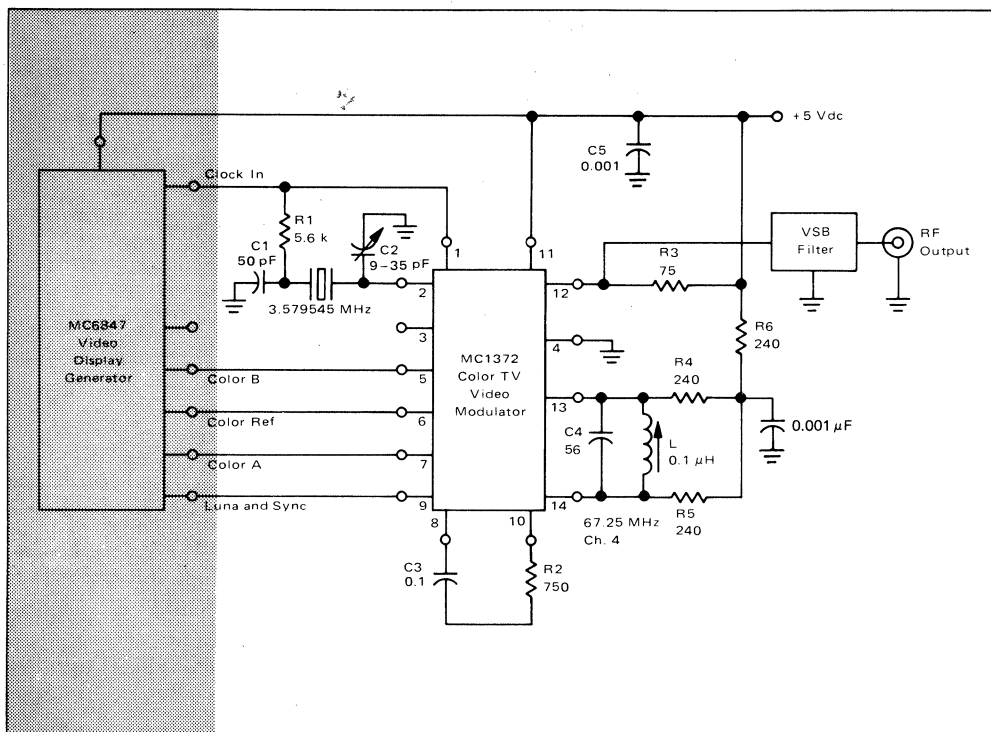 +5 Vdc
C5
0.001
Clock In
R1
5.6 k
C1
50 pF
C2
9-35 pF
3.579545 MHz
1
11
2
12
3
4
5
13
6
7
9
14
8
10
R3
75
VSB
Filter
RF
Output
MC6847
Video
Display
Generator
MC1372
Color TV
Video
Modulator
R6
240
R4
240
Color B
Color Ref
Color A
Luna and Sync
C4
56
L
0.1 μH
0.001 μF
R5
240
67.25 MHz
Ch. 4
C3
0.1
R2
750